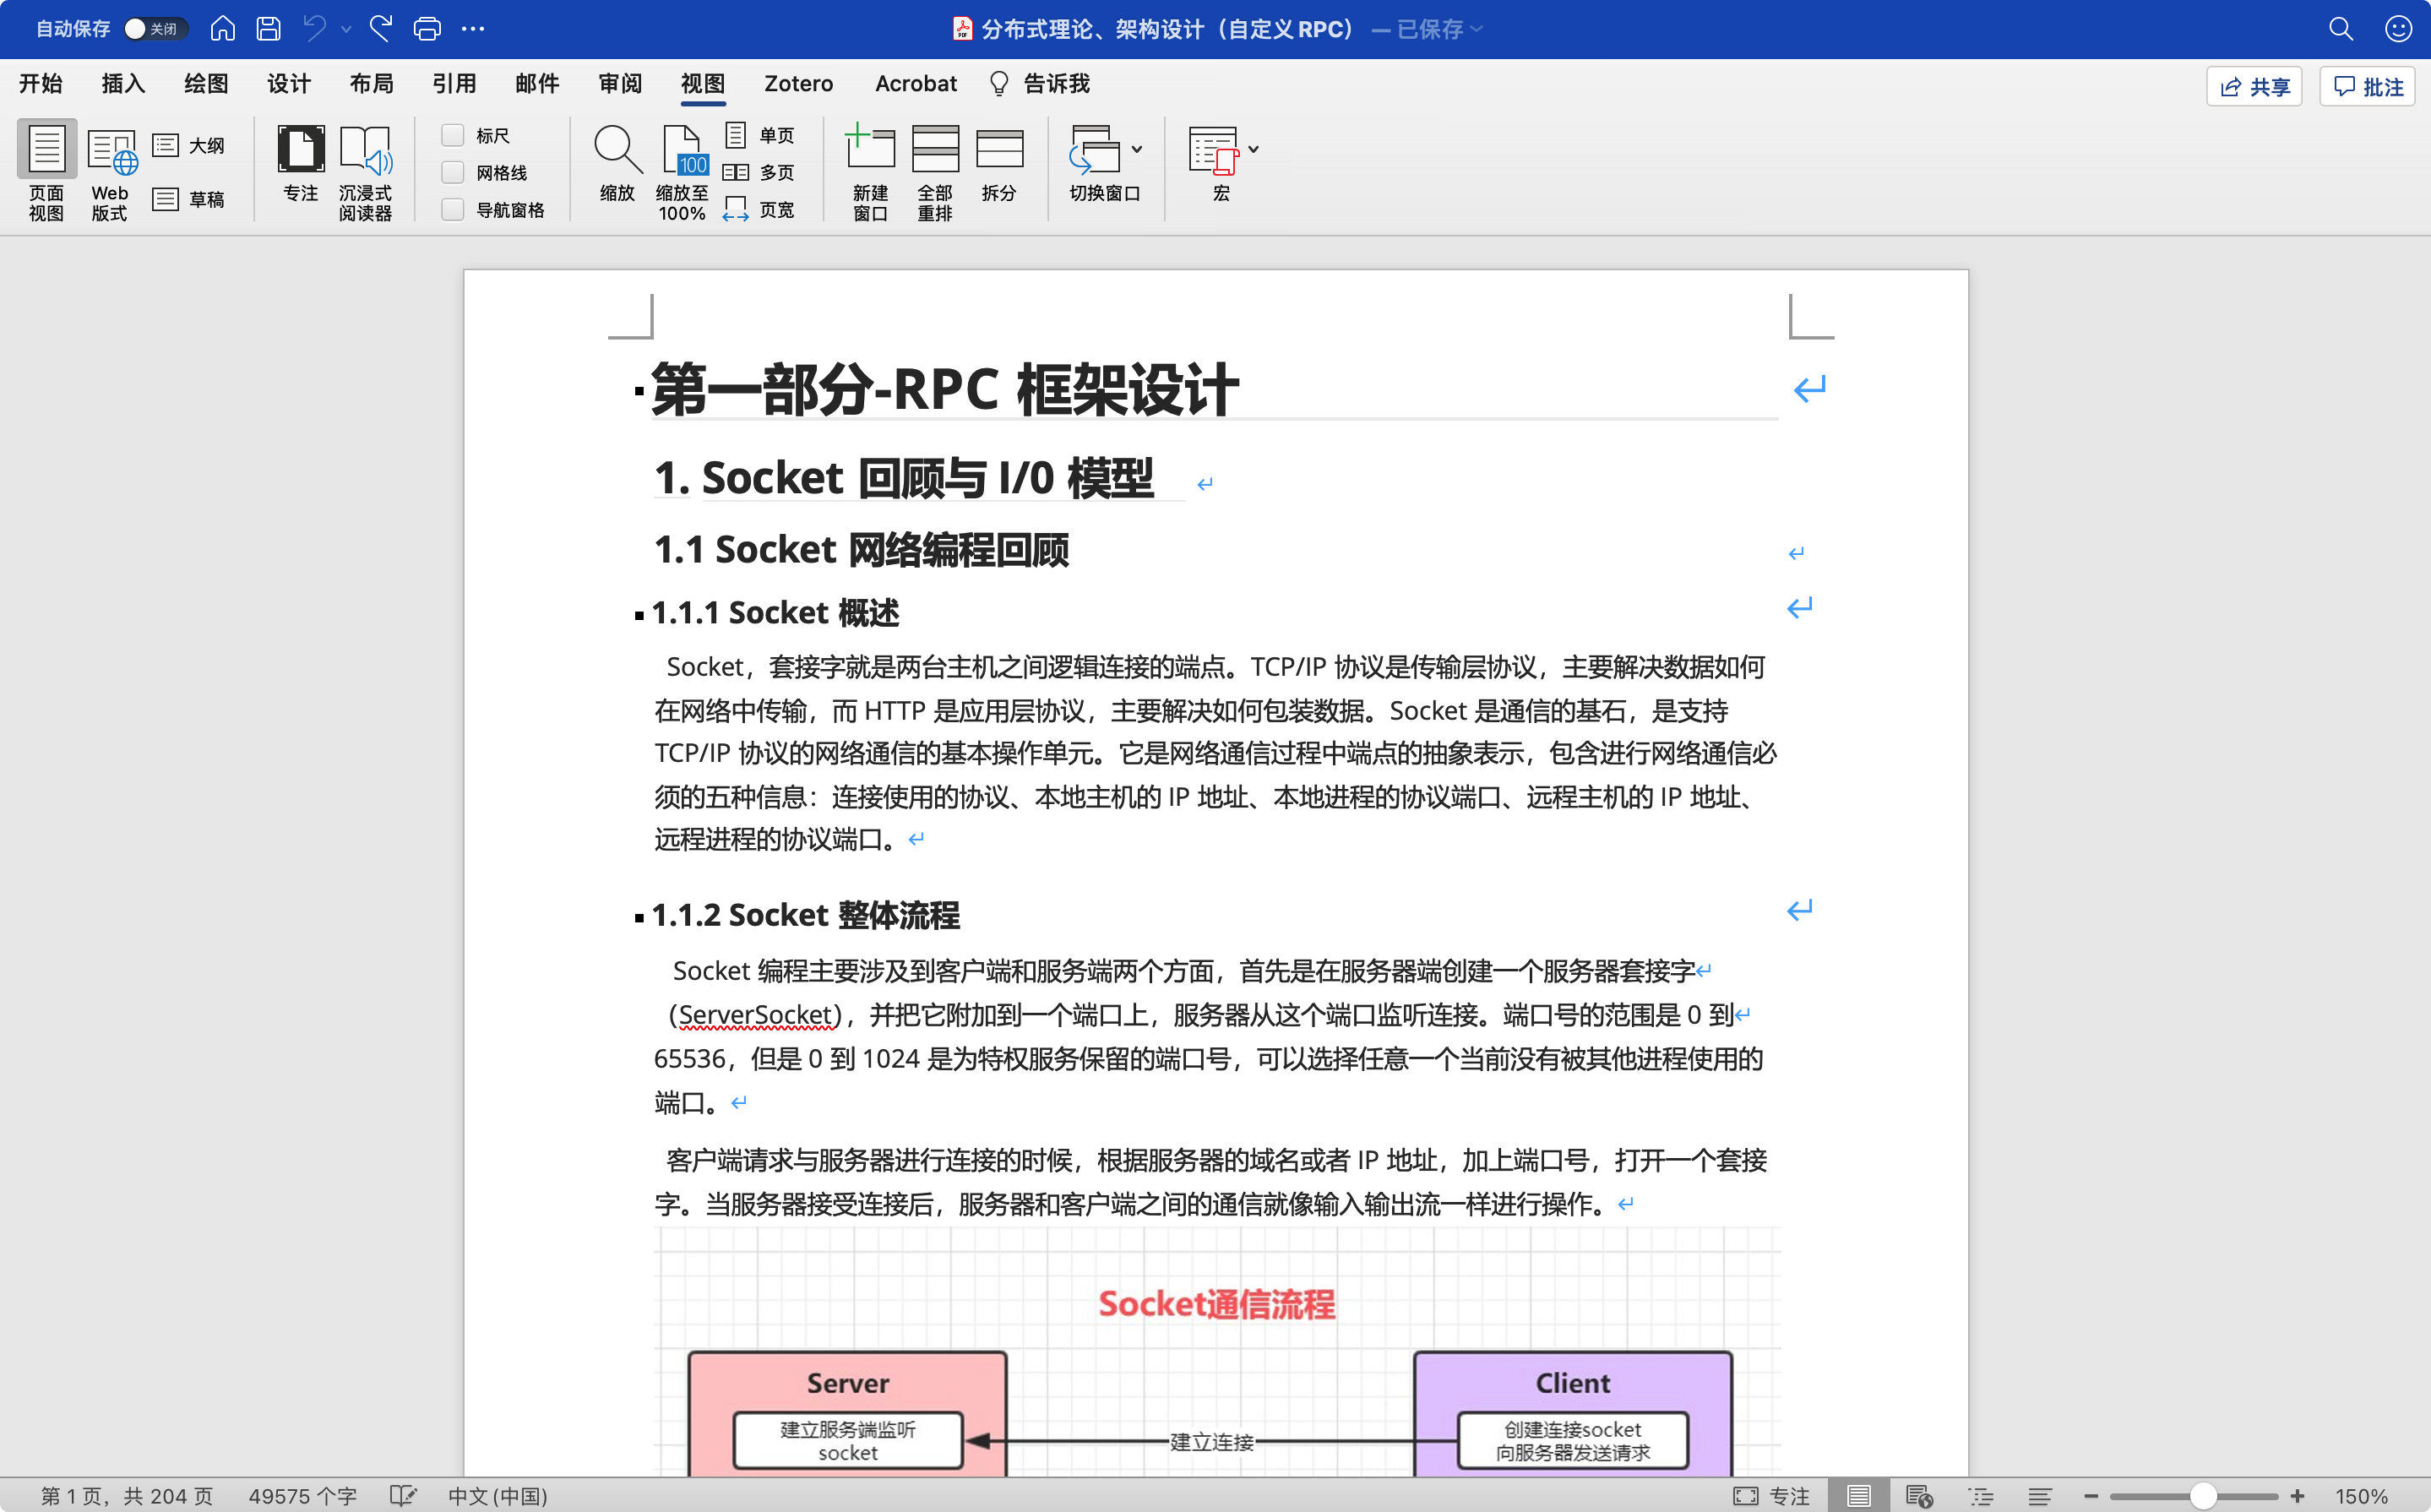 自动保存 关闭 分布式理论、架构设计（自定义 RPC） — 已保存
开始 插入 绘图 设计 布局 引用 邮件 审阅 视图 Zotero Acrobat 告诉我 共享 批注
页面视图
Web版式
大纲
草稿
专注
沉浸式阅读器
标尺
网格线
导航窗格
缩放
缩放至100%
100
单页
多页
页宽
新建窗口
全部重排
拆分
切换窗口
宏
第一部分-RPC 框架设计
1. Socket 回顾与 I/0 模型
1.1 Socket 网络编程回顾
1.1.1 Socket 概述
Socket，套接字就是两台主机之间逻辑连接的端点。TCP/IP 协议是传输层协议，主要解决数据如何
在网络中传输，而 HTTP 是应用层协议，主要解决如何包装数据。Socket 是通信的基石，是支持
TCP/IP 协议的网络通信的基本操作单元。它是网络通信过程中端点的抽象表示，包含进行网络通信必
须的五种信息：连接使用的协议、本地主机的 IP 地址、本地进程的协议端口、远程主机的 IP 地址、
远程进程的协议端口。
1.1.2 Socket 整体流程
Socket 编程主要涉及到客户端和服务端两个方面，首先是在服务器端创建一个服务器套接字
（ServerSocket），并把它附加到一个端口上，服务器从这个端口监听连接。端口号的范围是 0 到
65536，但是 0 到 1024 是为特权服务保留的端口号，可以选择任意一个当前没有被其他进程使用的
端口。
客户端请求与服务器进行连接的时候，根据服务器的域名或者 IP 地址，加上端口号，打开一个套接
字。当服务器接受连接后，服务器和客户端之间的通信就像输入输出流一样进行操作。
Socket通信流程
Server
建立服务端监听
socket
建立连接
Client
创建连接socket
向服务器发送请求
第 1 页，共 204 页 49575 个字 中文 (中国) 专注 150%